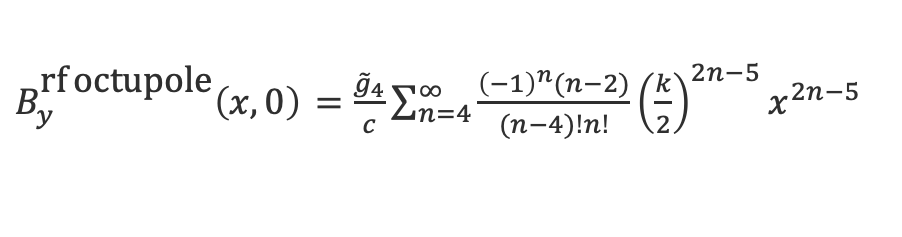 $B_y^{\text{rf octupole}}(x,0) = \frac{\tilde{g}_4}{c} \sum_{n=4}^{\infty} \frac{(-1)^n (n-2)}{(n-4)! n!} \left(\frac{k}{2}\right)^{2n-5} x^{2n-5}$